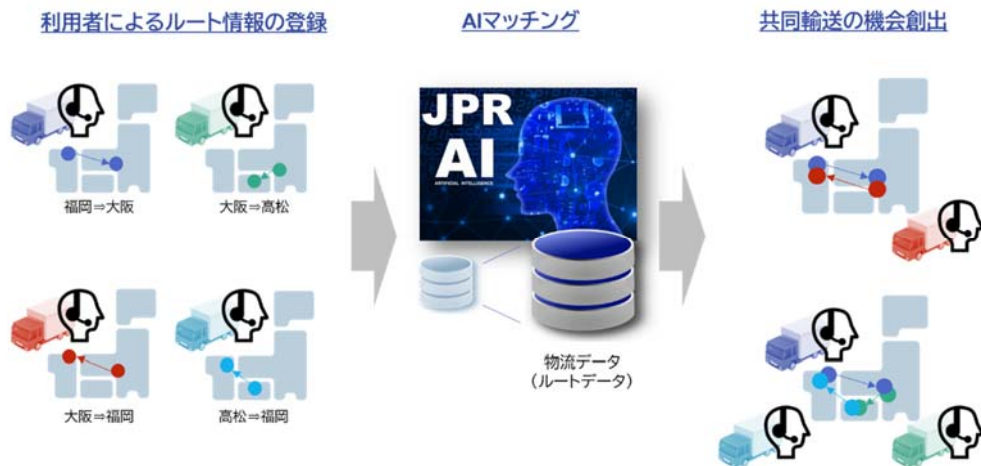 利用者によるルート情報の登録
AIマッチング
共同輸送の機会創出
福岡⇒大阪
大阪⇒高松
JPR
AI
ARTIFICIAL INTELLIGENCE
大阪⇒福岡
高松⇒福岡
物流データ
（ルートデータ）